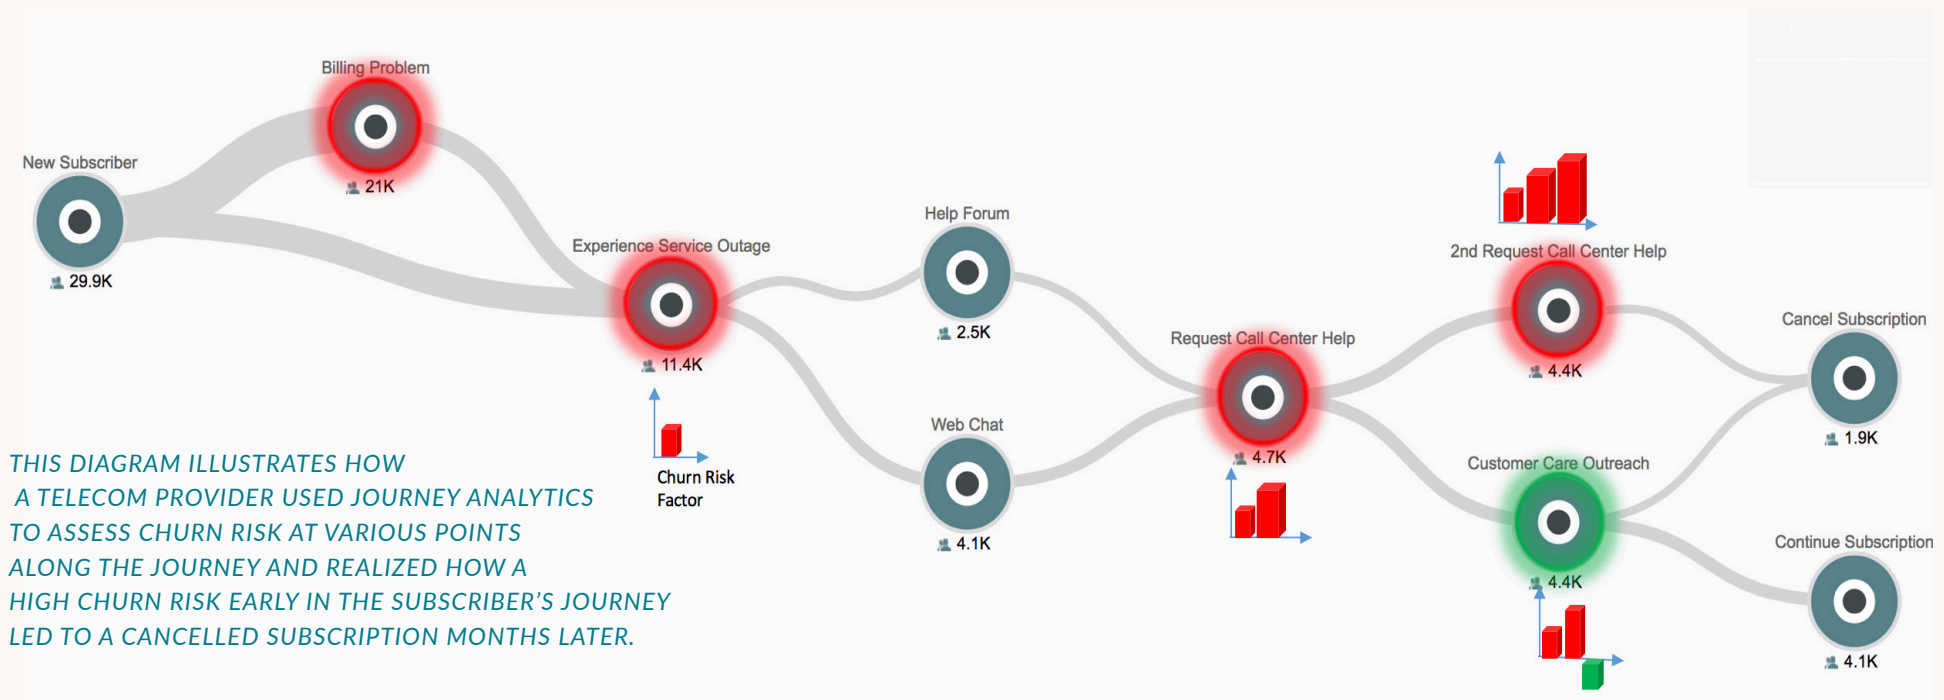 Billing Problem
21K
New Subscriber
29.9K
Experience Service Outage
11.4K
Churn Risk
Factor
Help Forum
2.5K
Web Chat
4.1K
Request Call Center Help
4.7K
2nd Request Call Center Help
4.4K
Customer Care Outreach
4.4K
Cancel Subscription
1.9K
Continue Subscription
4.1K
THIS DIAGRAM ILLUSTRATES HOW
A TELECOM PROVIDER USED JOURNEY ANALYTICS
TO ASSESS CHURN RISK AT VARIOUS POINTS
ALONG THE JOURNEY AND REALIZED HOW A
HIGH CHURN RISK EARLY IN THE SUBSCRIBER'S JOURNEY
LED TO A CANCELLED SUBSCRIPTION MONTHS LATER.